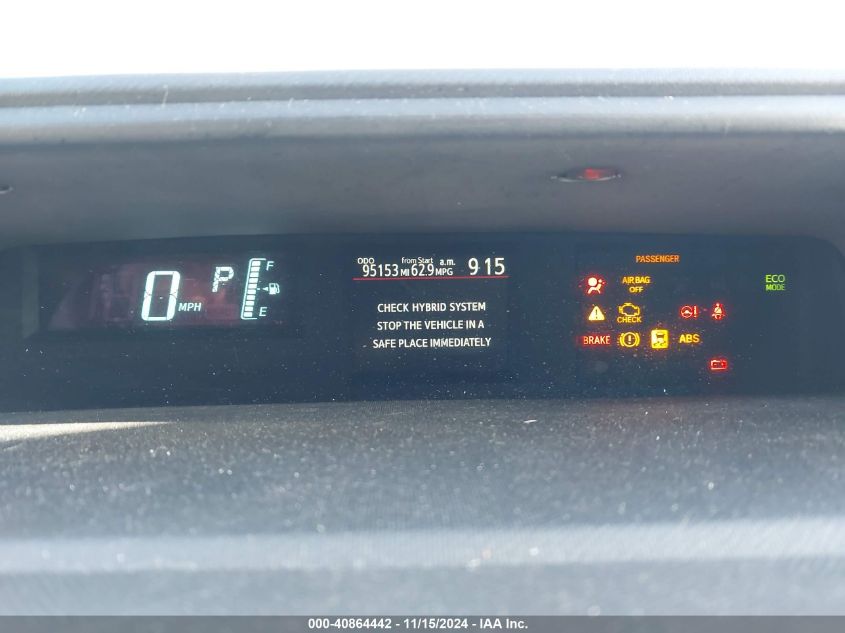 0 MPH
P
F
E
ODO
from Start a.m.
95153 MI 62.9 MPG 9:15
CHECK HYBRID SYSTEM
STOP THE VEHICLE IN A
SAFE PLACE IMMEDIATELY
PASSENGER
AIR BAG
OFF
CHECK
BRAKE
ABS
ECO
MODE
000-40864442 - 11/15/2024 - IAA Inc.